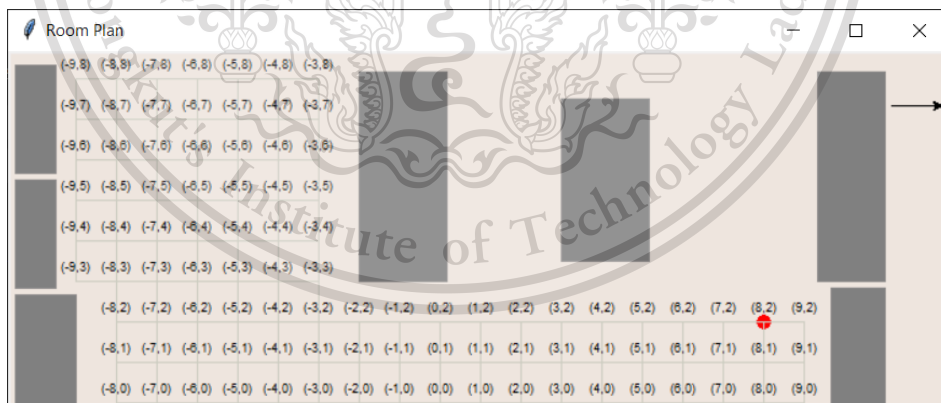 Room Plan
(-9,8) (-8,8) (-7,8) (-6,8) (-5,8) (-4,8) (-3,8)
(-9,7) (-8,7) (-7,7) (-6,7) (-5,7) (-4,7) (-3,7)
(-9,6) (-8,6) (-7,6) (-6,6) (-5,6) (-4,6) (-3,6)
(-9,5) (-8,5) (-7,5) (-6,5) (-5,5) (-4,5) (-3,5)
(-9,4) (-8,4) (-7,4) (-6,4) (-5,4) (-4,4) (-3,4)
(-9,3) (-8,3) (-7,3) (-6,3) (-5,3) (-4,3) (-3,3)
(-8,2) (-7,2) (-6,2) (-5,2) (-4,2) (-3,2) (-2,2) (-1,2) (0,2) (1,2) (2,2) (3,2) (4,2) (5,2) (6,2) (7,2) (8,2) (9,2)
(-8,1) (-7,1) (-6,1) (-5,1) (-4,1) (-3,1) (-2,1) (-1,1) (0,1) (1,1) (2,1) (3,1) (4,1) (5,1) (6,1) (7,1) (8,1) (9,1)
(-8,0) (-7,0) (-6,0) (-5,0) (-4,0) (-3,0) (-2,0) (-1,0) (0,0) (1,0) (2,0) (3,0) (4,0) (5,0) (6,0) (7,0) (8,0) (9,0)
Institute of Technology